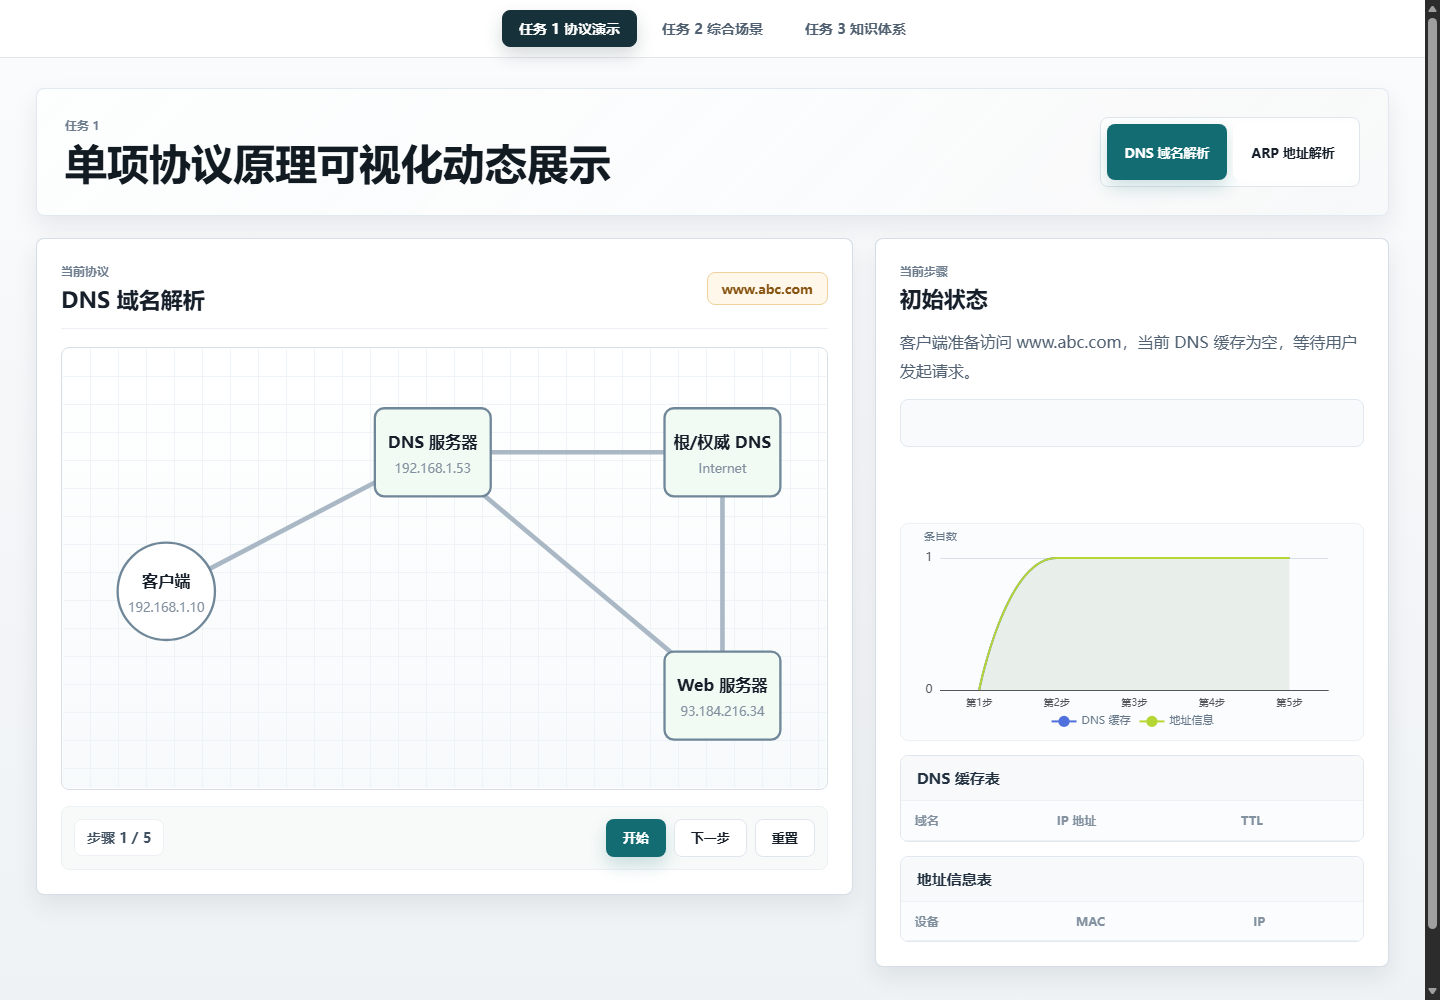 任务 1 协议演示
任务 2 综合场景
任务 3 知识体系
任务 1
单项协议原理可视化动态展示
DNS 域名解析
ARP 地址解析
当前协议
DNS 域名解析
www.abc.com
DNS 服务器
192.168.1.53
根/权威 DNS
Internet
客户端
192.168.1.10
Web 服务器
93.184.216.34
步骤 1 / 5
开始
下一步
重置
当前步骤
初始状态
客户端准备访问 www.abc.com，当前 DNS 缓存为空，等待用户
发起请求。
条目数
1
0
第1步
第2步
第3步
第4步
第5步
DNS 缓存
地址信息
DNS 缓存表
域名
IP 地址
TTL
地址信息表
设备
MAC
IP